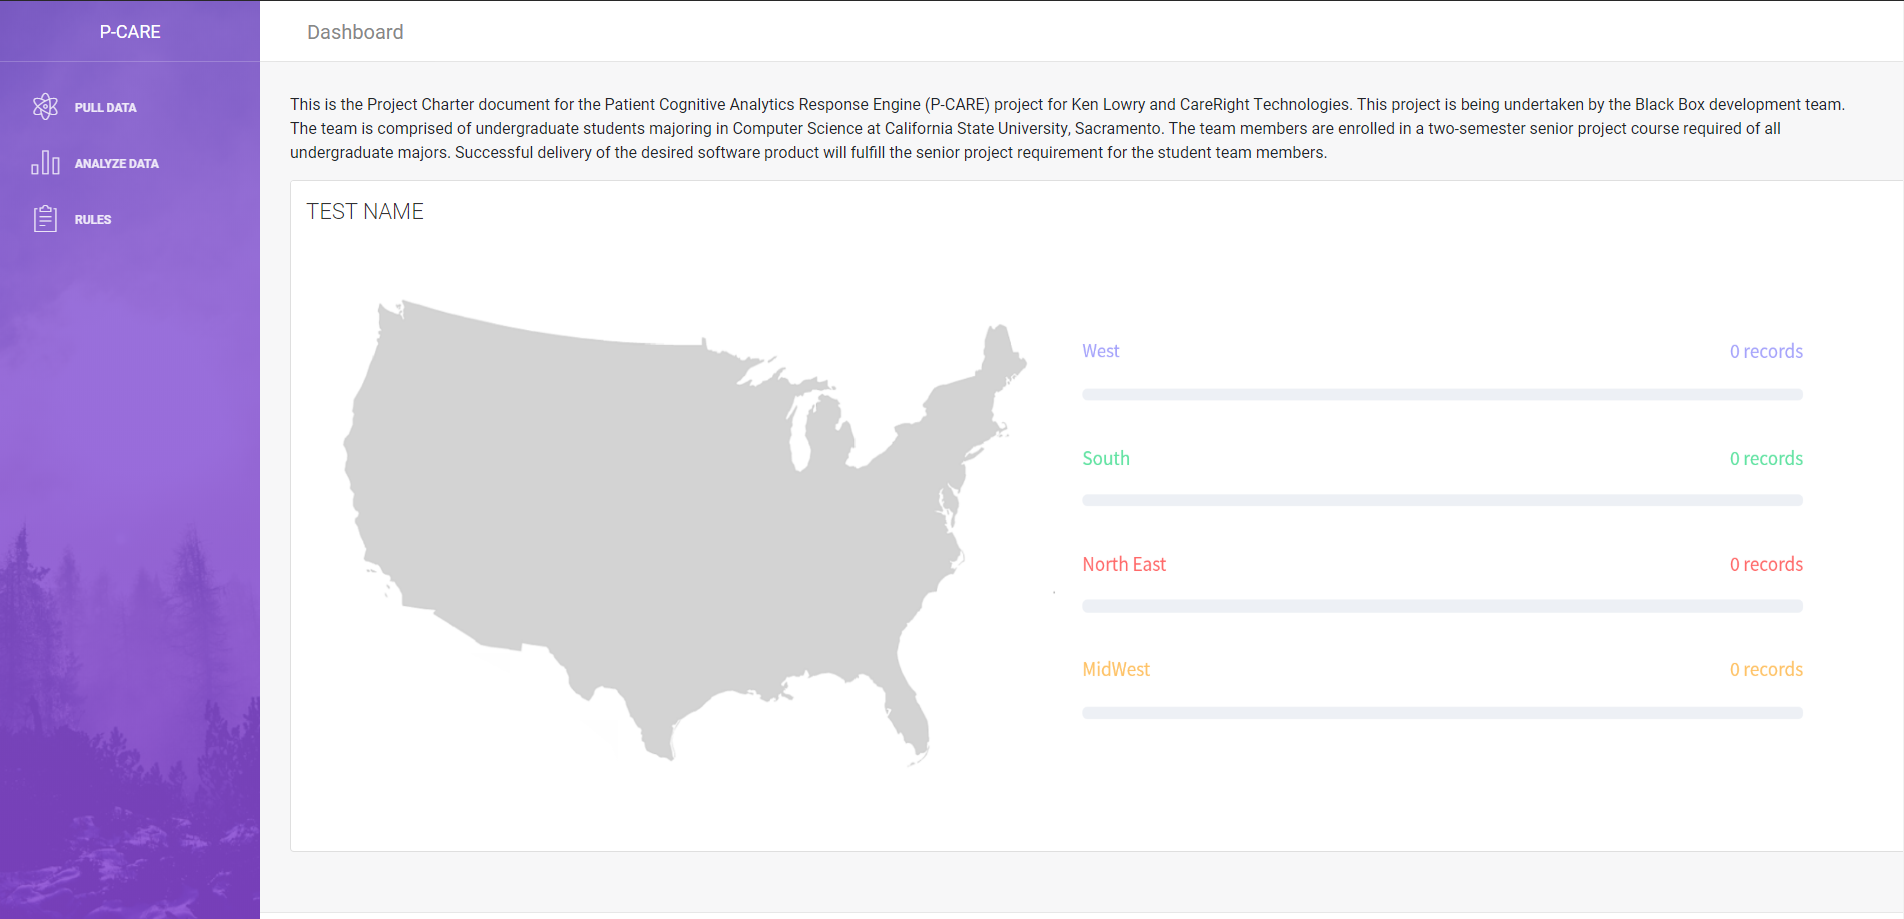 P-CARE
Dashboard
PULL DATA
ANALYZE DATA
RULES
This is the Project Charter document for the Patient Cognitive Analytics Response Engine (P-CARE) project for Ken Lowry and CareRight Technologies. This project is being undertaken by the Black Box development team.
The team is comprised of undergraduate students majoring in Computer Science at California State University, Sacramento. The team members are enrolled in a two-semester senior project course required of all
undergraduate majors. Successful delivery of the desired software product will fulfill the senior project requirement for the student team members.
TEST NAME
West 0 records
South 0 records
North East 0 records
MidWest 0 records